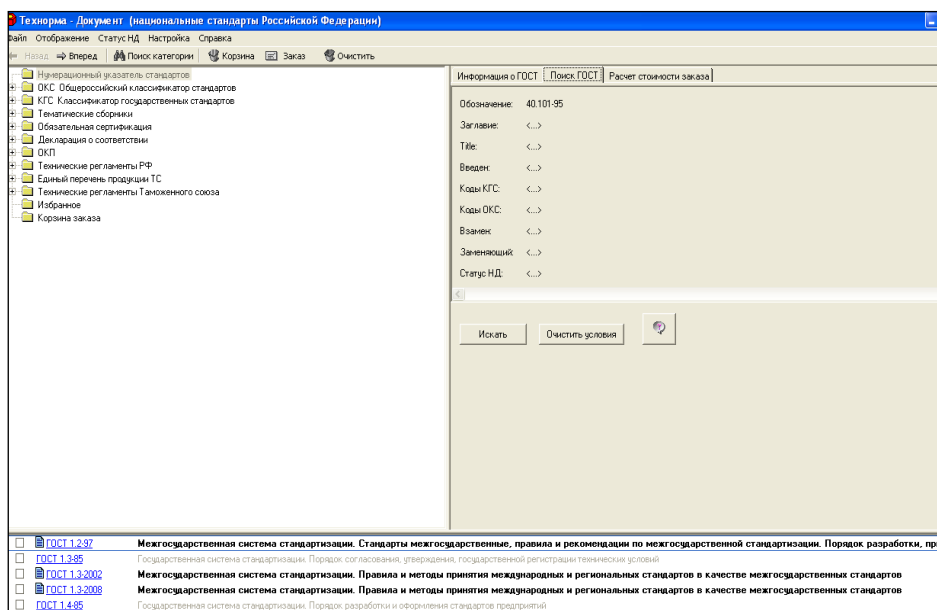 Технорма - Документ (национальные стандарты Российской Федерации)
Файл Отображение Статус НД Настройка Справка
Назад Вперед Поиск категории Корзина Заказ Очистить
Нумерационный указатель стандартов
ОКС Общероссийский классификатор стандартов
КГС Классификатор государственных стандартов
Тематические сборники
Обязательная сертификация
Декларация о соответствии
ОКП
Технические регламенты РФ
Единый перечень продукции ТС
Технические регламенты Таможенного союза
Избранное
Корзина заказа
Информация о ГОСТ Поиск ГОСТ Расчет стоимости заказа
Обозначение: 40.101-95
Заглавие: <...>
Title: <...>
Введен: <...>
Коды КГС: <...>
Коды ОКС: <...>
Взамен: <...>
Заменяющий: <...>
Статус НД: <...>
Искать Очистить условия
ГОСТ 1.2-97 Межгосударственная система стандартизации. Стандарты межгосударственные, правила и рекомендации по межгосударственной стандартизации. Порядок разработки, при
ГОСТ 1.3-85 Государственная система стандартизации. Порядок согласования, утверждения, государственной регистрации технических условий
ГОСТ 1.3-2002 Межгосударственная система стандартизации. Правила и методы принятия международных и региональных стандартов в качестве межгосударственных стандартов
ГОСТ 1.3-2008 Межгосударственная система стандартизации. Правила и методы принятия международных и региональных стандартов в качестве межгосударственных стандартов
ГОСТ 1.4-85 Государственная система стандартизации. Порядок разработки и оформления стандартов предприятий